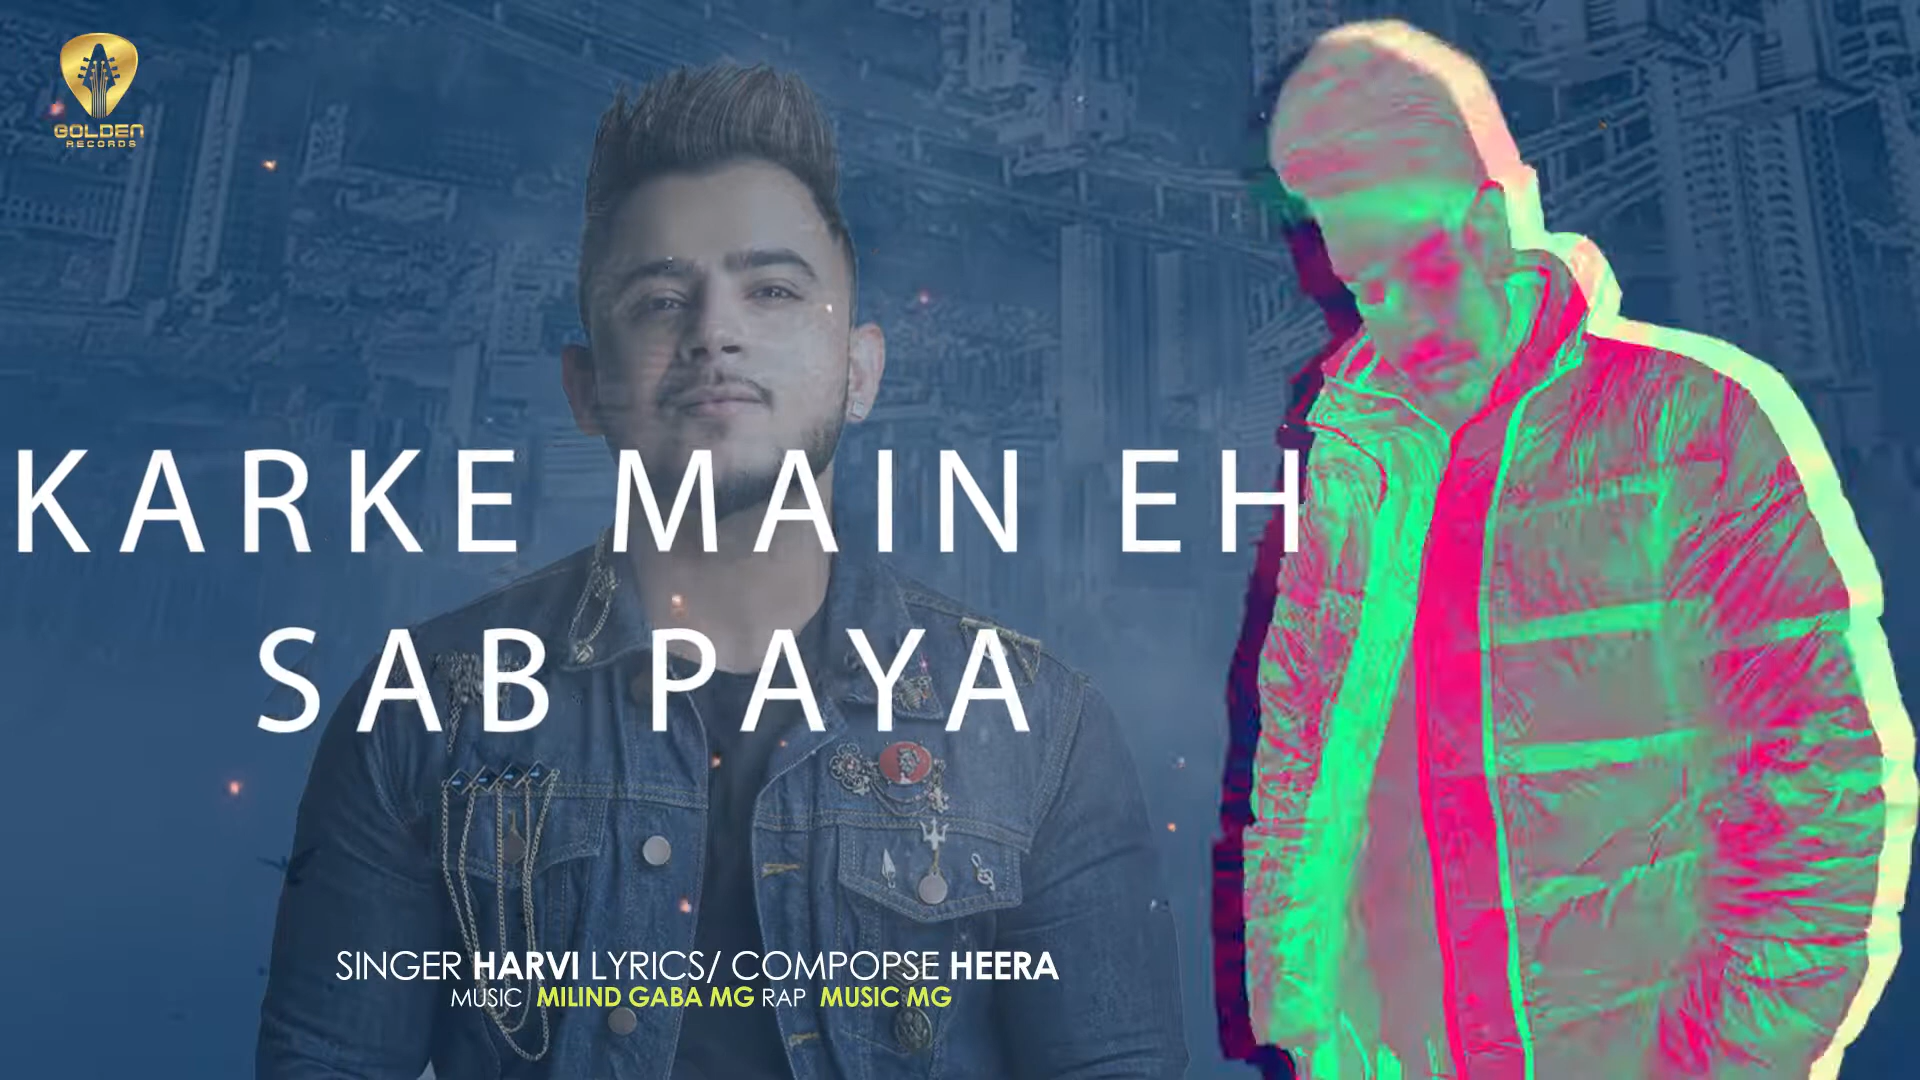 GOLDEN
RECORDS
KARKE MAIN EH
SAB PAYA
SINGER HARVI LYRICS/ COMPOPSE HEERA
MUSIC MILIND GABA MG RAP MUSIC MG